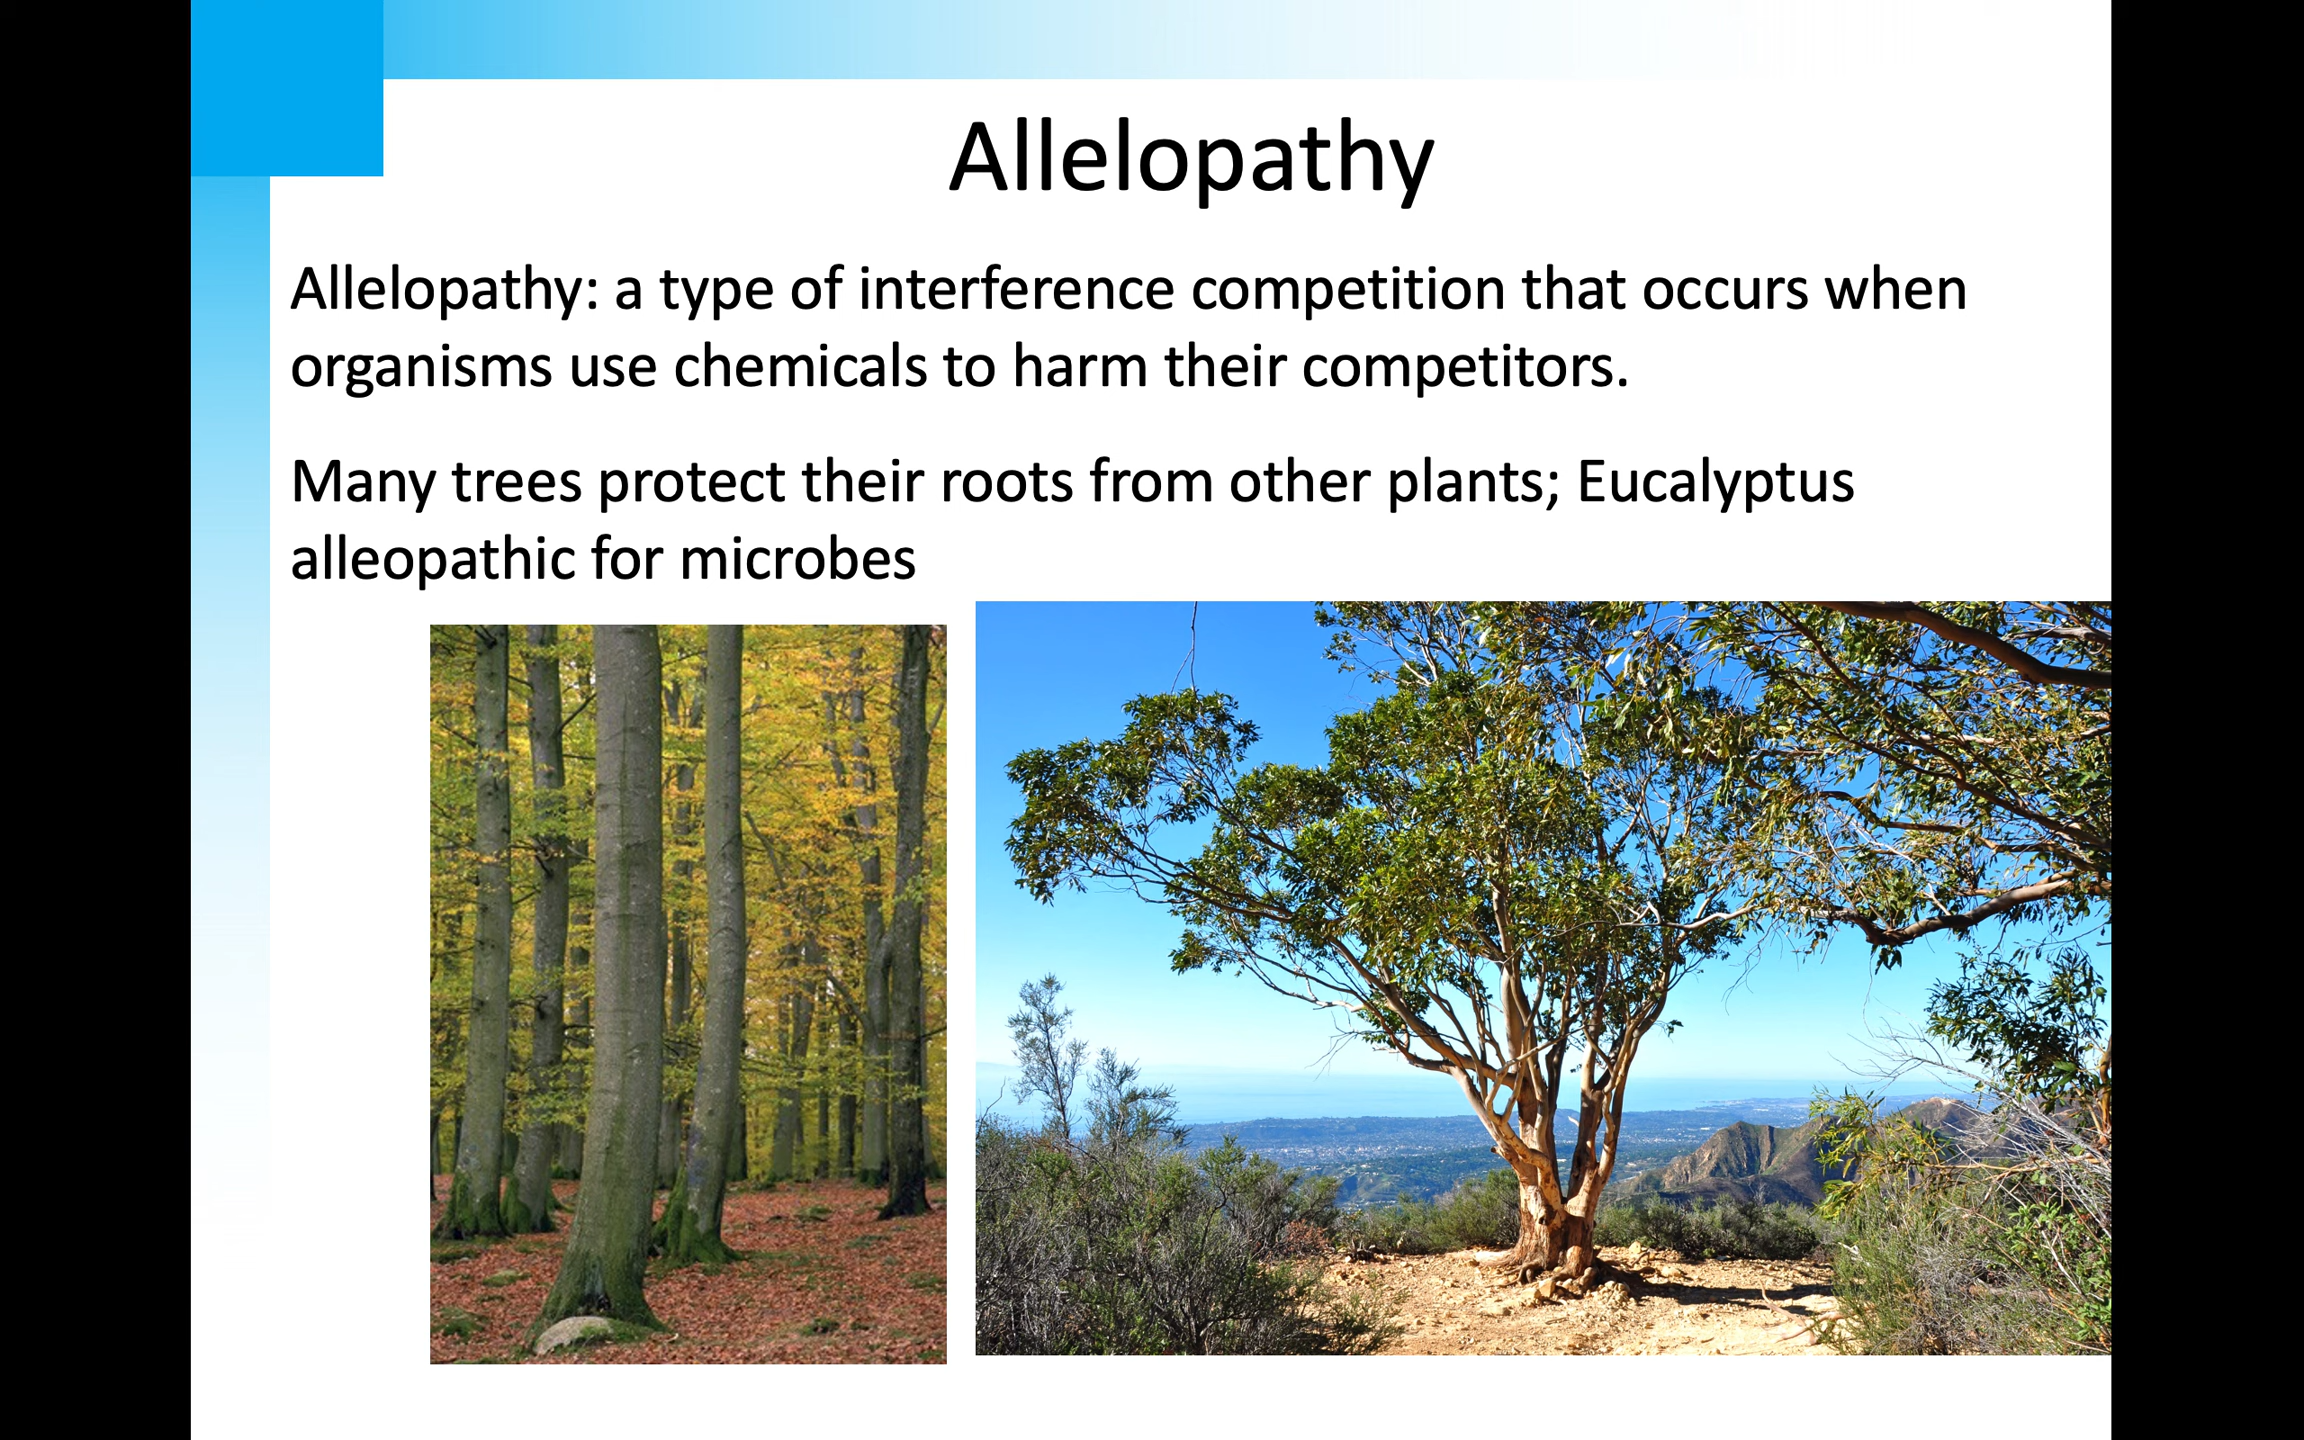 Allelopathy
Allelopathy: a type of interference competition that occurs when
organisms use chemicals to harm their competitors.
Many trees protect their roots from other plants; Eucalyptus
alleopathic for microbes